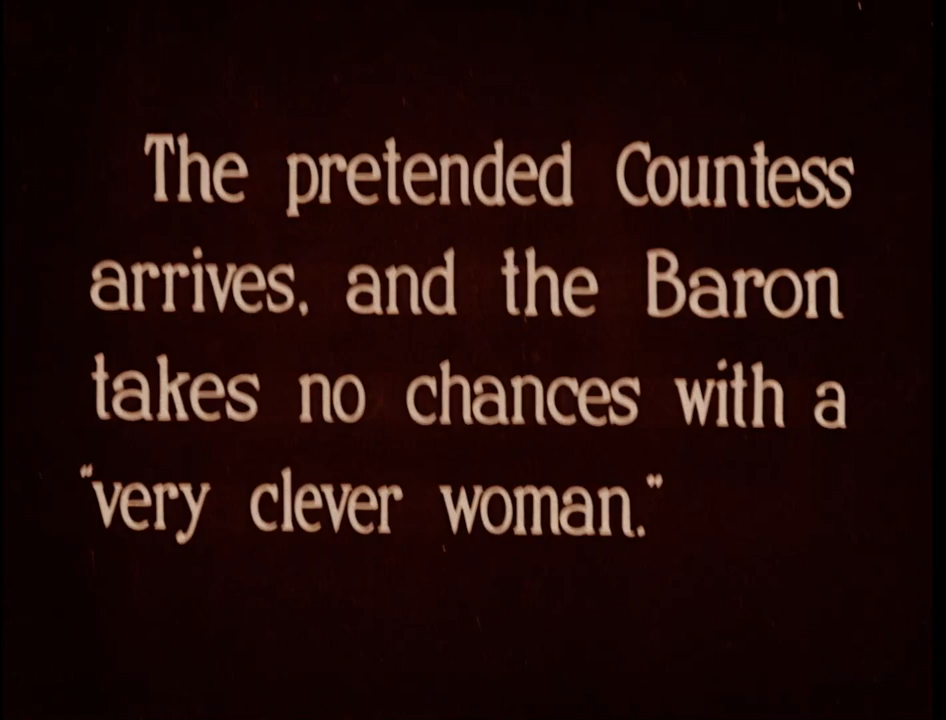 The pretended Countess
arrives, and the Baron
takes no chances with a
"very clever woman."